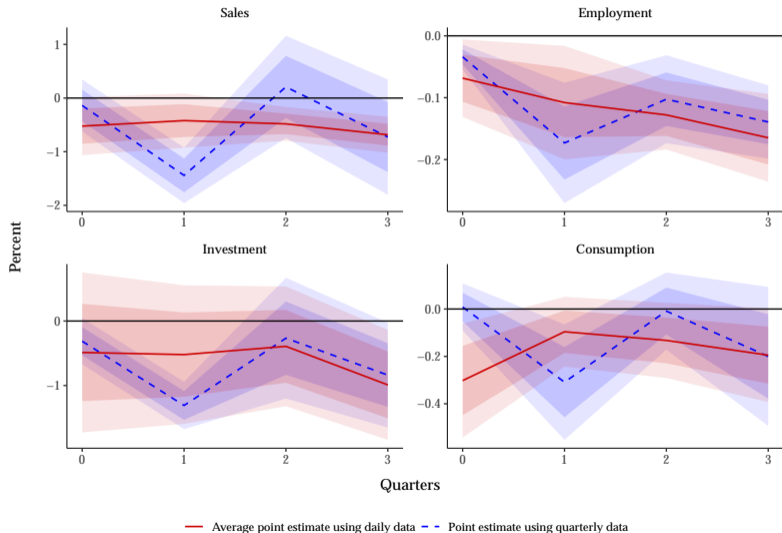 Sales
Employment
1
0
−1
−2
0.0
−0.1
−0.2
0 1 2 3
0 1 2 3
Percent
Investment
Consumption
0
−1
0.0
−0.2
−0.4
0 1 2 3
0 1 2 3
Quarters
Average point estimate using daily data
Point estimate using quarterly data